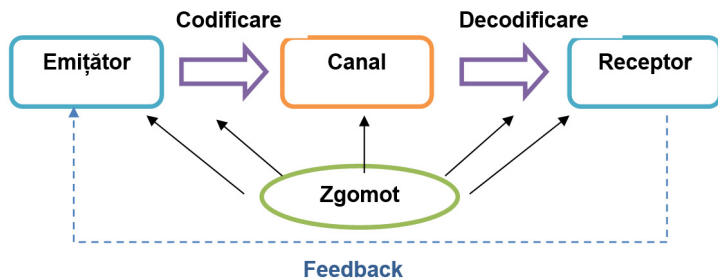 Codificare
Decodificare
Emițător
Canal
Receptor
Zgomot
Feedback